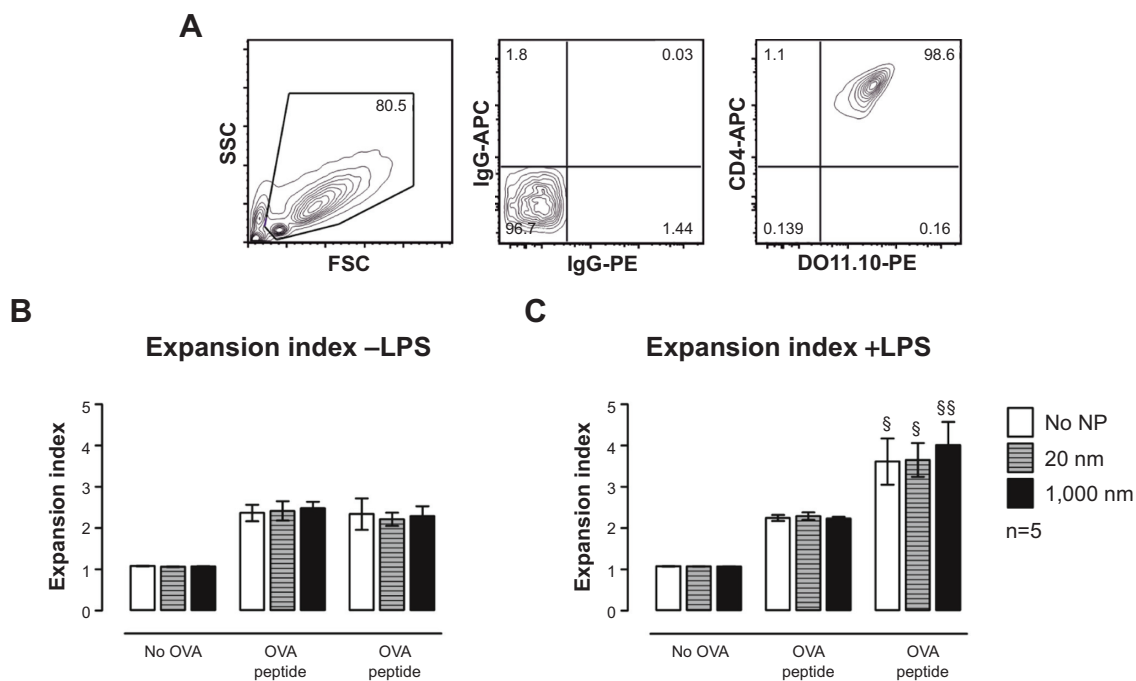 A
80.5
SSC
FSC
1.8
0.03
IgG-APC
96.7
1.44
IgG-PE
1.1
98.6
CD4-APC
0.139
0.16
DO11.10-PE
B
Expansion index –LPS
Expansion index
5
4
3
2
1
0
No OVA
OVA
peptide
OVA
peptide
C
Expansion index +LPS
Expansion index
5
4
3
2
1
0
§
§
§§
No OVA
OVA
peptide
OVA
peptide
No NP
20 nm
1,000 nm
n=5